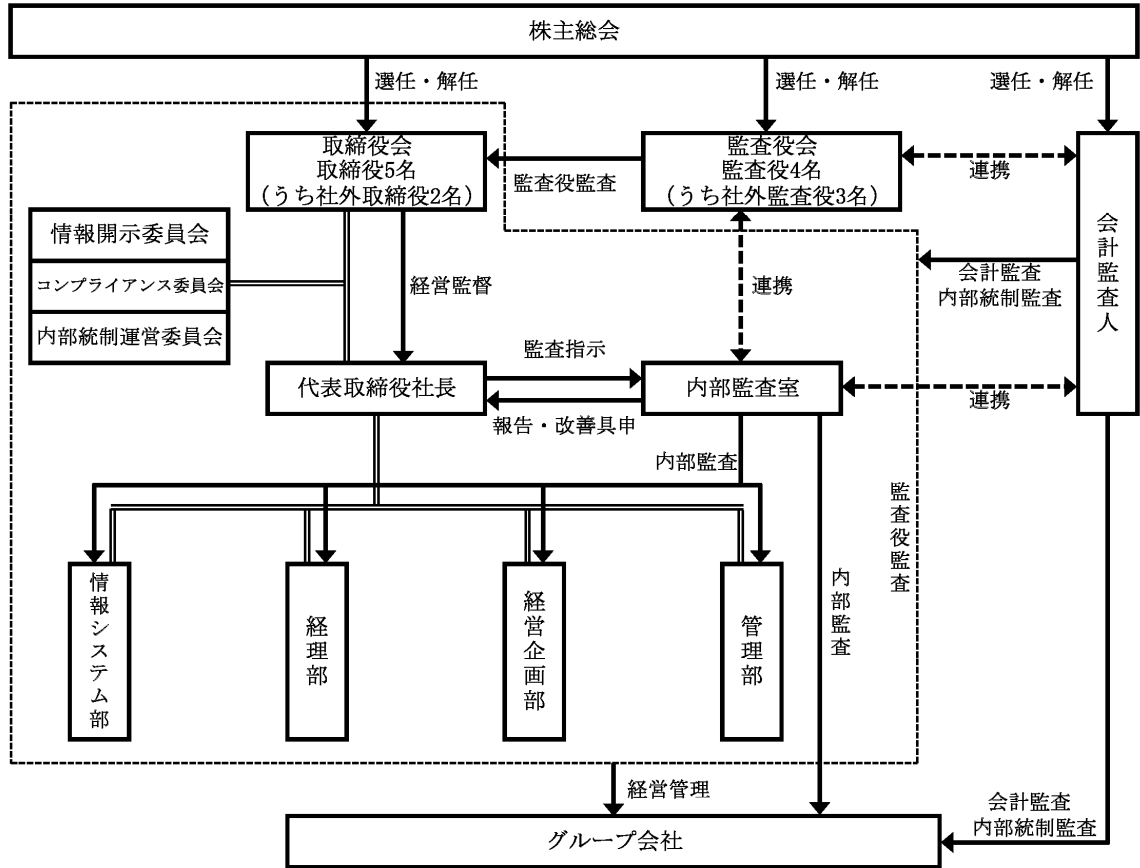 株主総会
選任・解任
選任・解任
選任・解任
取締役会
取締役5名
(うち社外取締役2名)
監査役監査
監査役会
監査役4名
(うち社外監査役3名)
連携
会計監査人
情報開示委員会
コンプライアンス委員会
内部統制運営委員会
経営監督
連携
会計監査
内部統制監査
代表取締役社長
監査指示
報告・改善具申
内部監査室
連携
内部監査
監査役監査
内部監査
情報システム部
経理部
経営企画部
管理部
経営管理
会計監査
内部統制監査
グループ会社